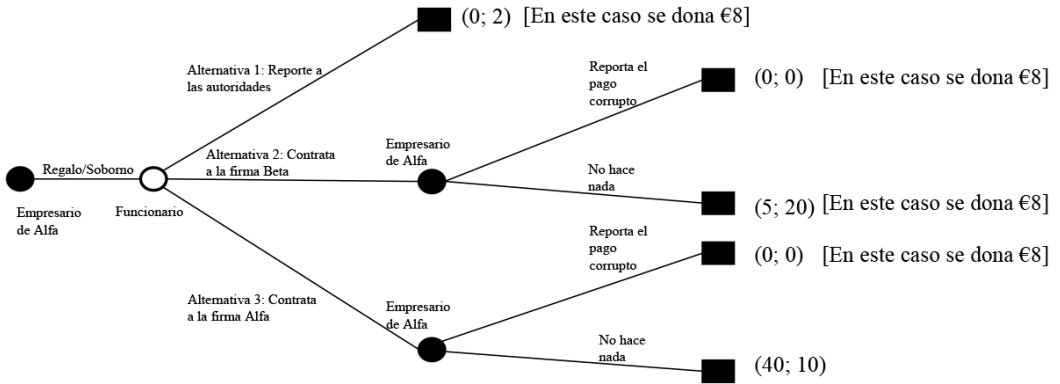 (0; 2) [En este caso se dona €8]
Alternativa 1: Reporte a
las autoridades
Reporta el
pago
corrupto
(0; 0) [En este caso se dona €8]
Regalo/Soborno
Alternativa 2: Contrata
a la firma Beta
Empresario
de Alfa
No hace
nada
(5; 20) [En este caso se dona €8]
Empresario
de Alfa
Funcionario
Reporta el
pago
corrupto
(0; 0) [En este caso se dona €8]
Alternativa 3: Contrata
a la firma Alfa
Empresario
de Alfa
No hace
nada
(40; 10)